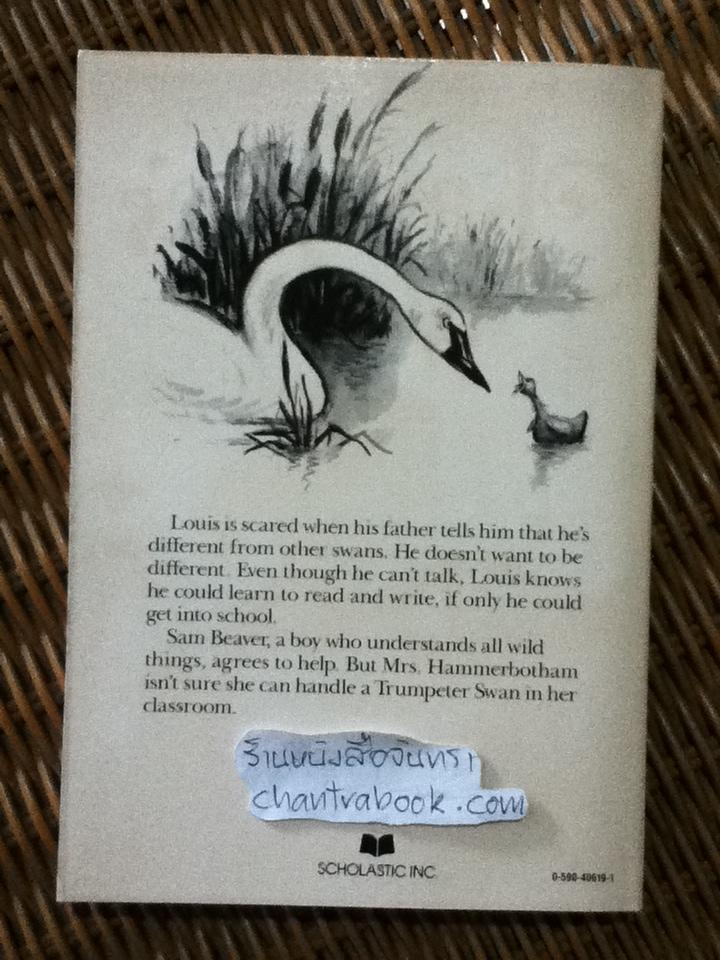 Louis is scared when his father tells him that he's
different from other swans. He doesn't want to be
different. Even though he can't talk, Louis knows
he could learn to read and write, if only he could
get into school.
Sam Beaver, a boy who understands all wild
things, agrees to help. But Mrs. Hammerbotham
isn't sure she can handle a Trumpeter Swan in her
classroom.
ร้านหนังสือจันทรา
chantrabook.com
SCHOLASTIC INC.
0-590-40619-1